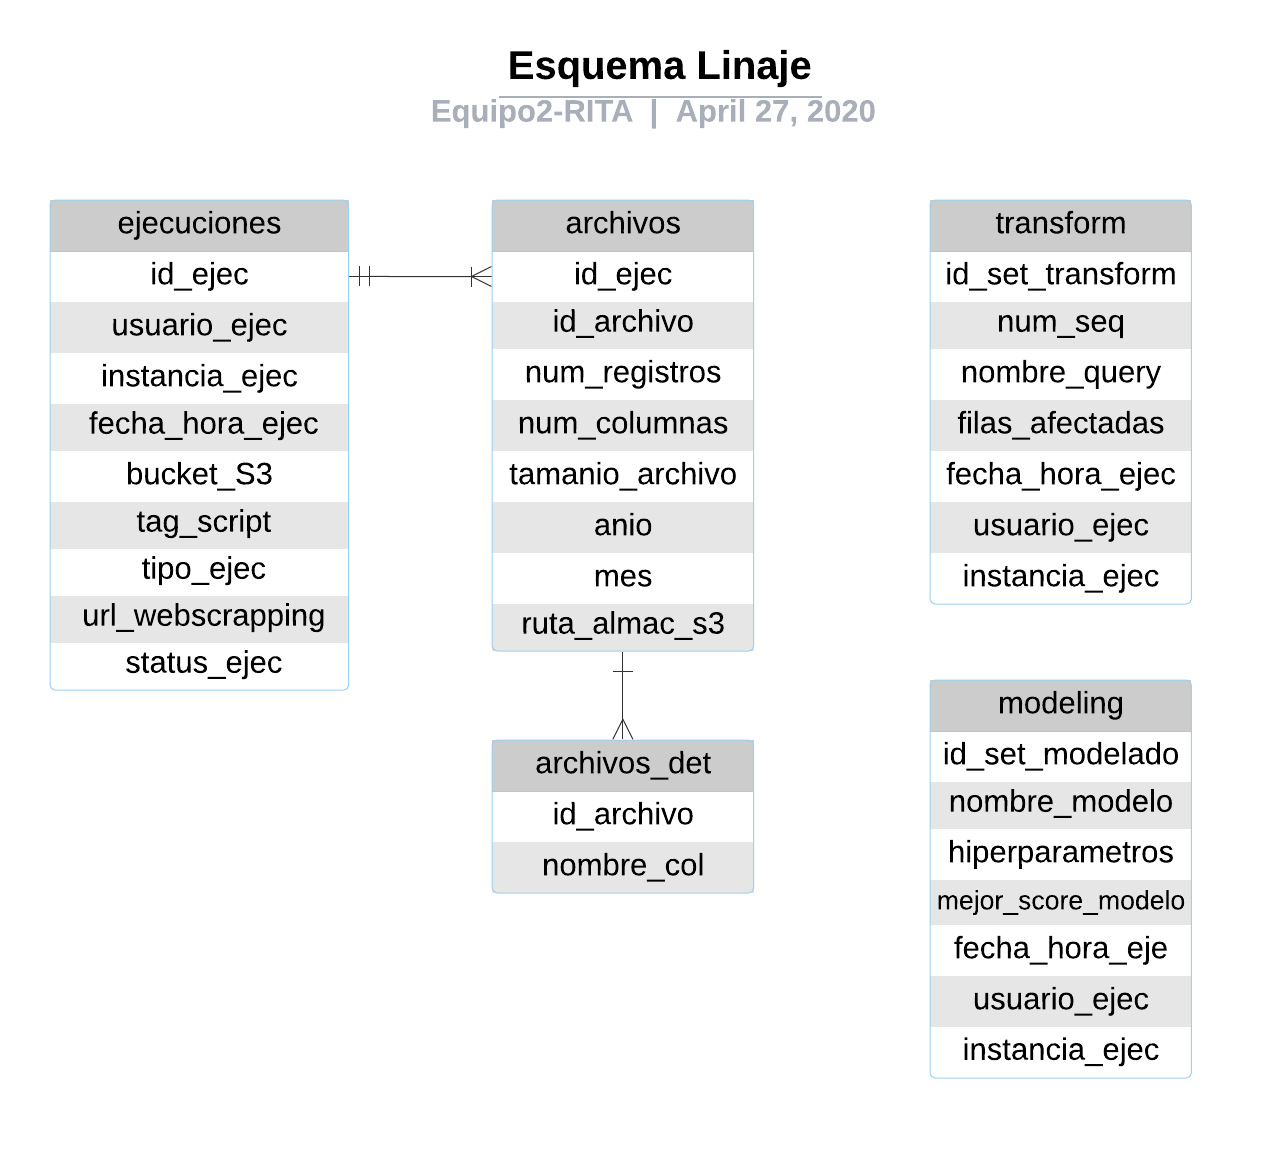 Esquema Linaje
Equipo2-RITA | April 27, 2020
ejecuciones
id_ejec
usuario_ejec
instancia_ejec
fecha_hora_ejec
bucket_S3
tag_script
tipo_ejec
url_webscrapping
status_ejec
archivos
id_ejec
id_archivo
num_registros
num_columnas
tamanio_archivo
anio
mes
ruta_almac_s3
archivos_det
id_archivo
nombre_col
transform
id_set_transform
num_seq
nombre_query
filas_afectadas
fecha_hora_ejec
usuario_ejec
instancia_ejec
modeling
id_set_modelado
nombre_modelo
hiperparametros
mejor_score_modelo
fecha_hora_eje
usuario_ejec
instancia_ejec